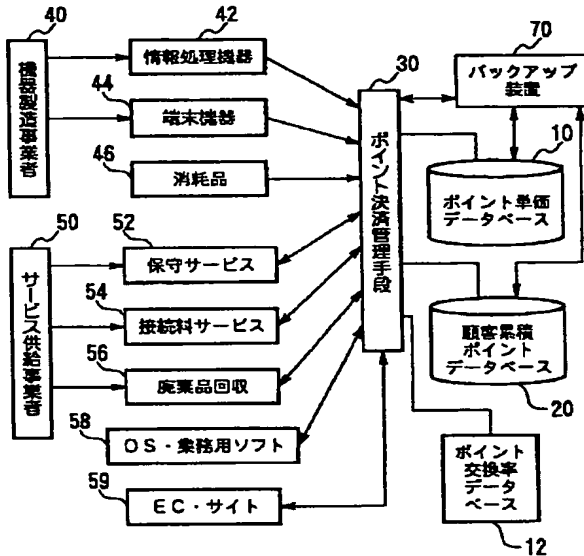 40
機器製造事業者
42
情報処理機器
44
端末機器
46
消耗品
50
サービス供給事業者
52
保守サービス
54
接続料サービス
56
廃棄品回収
58
OS・業務用ソフト
59
EC・サイト
30
ポイント決済管理手段
70
バックアップ
装置
10
ポイント単価
データベース
顧客累積
ポイント
データベース
20
ポイント
交換率
データ
ベース
12